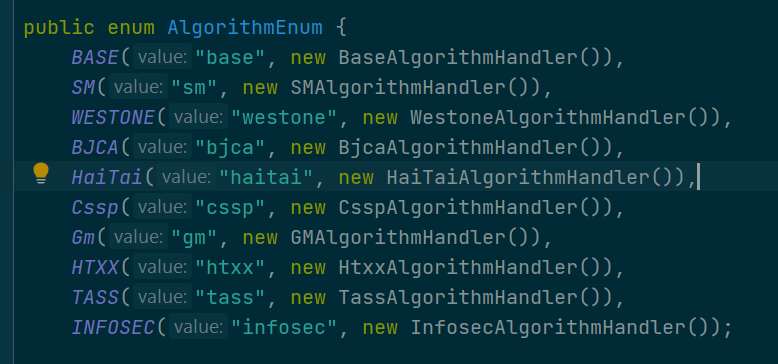 public enum AlgorithmEnum {
BASE( value: "base", new BaseAlgorithmHandler()),
SM( value: "sm", new SMAlgorithmHandler()),
WESTONE( value: "westone", new WestoneAlgorithmHandler()),
BJCA( value: "bjca", new BjcaAlgorithmHandler()),
HaiTai( value: "haitai", new HaiTaiAlgorithmHandler()),
Cssp( value: "cssp", new CsspAlgorithmHandler()),
Gm( value: "gm", new GMAlgorithmHandler()),
HTXX( value: "htxx", new HtxxAlgorithmHandler()),
TASS( value: "tass", new TassAlgorithmHandler()),
INFOSEC( value: "infosec", new InfosecAlgorithmHandler());